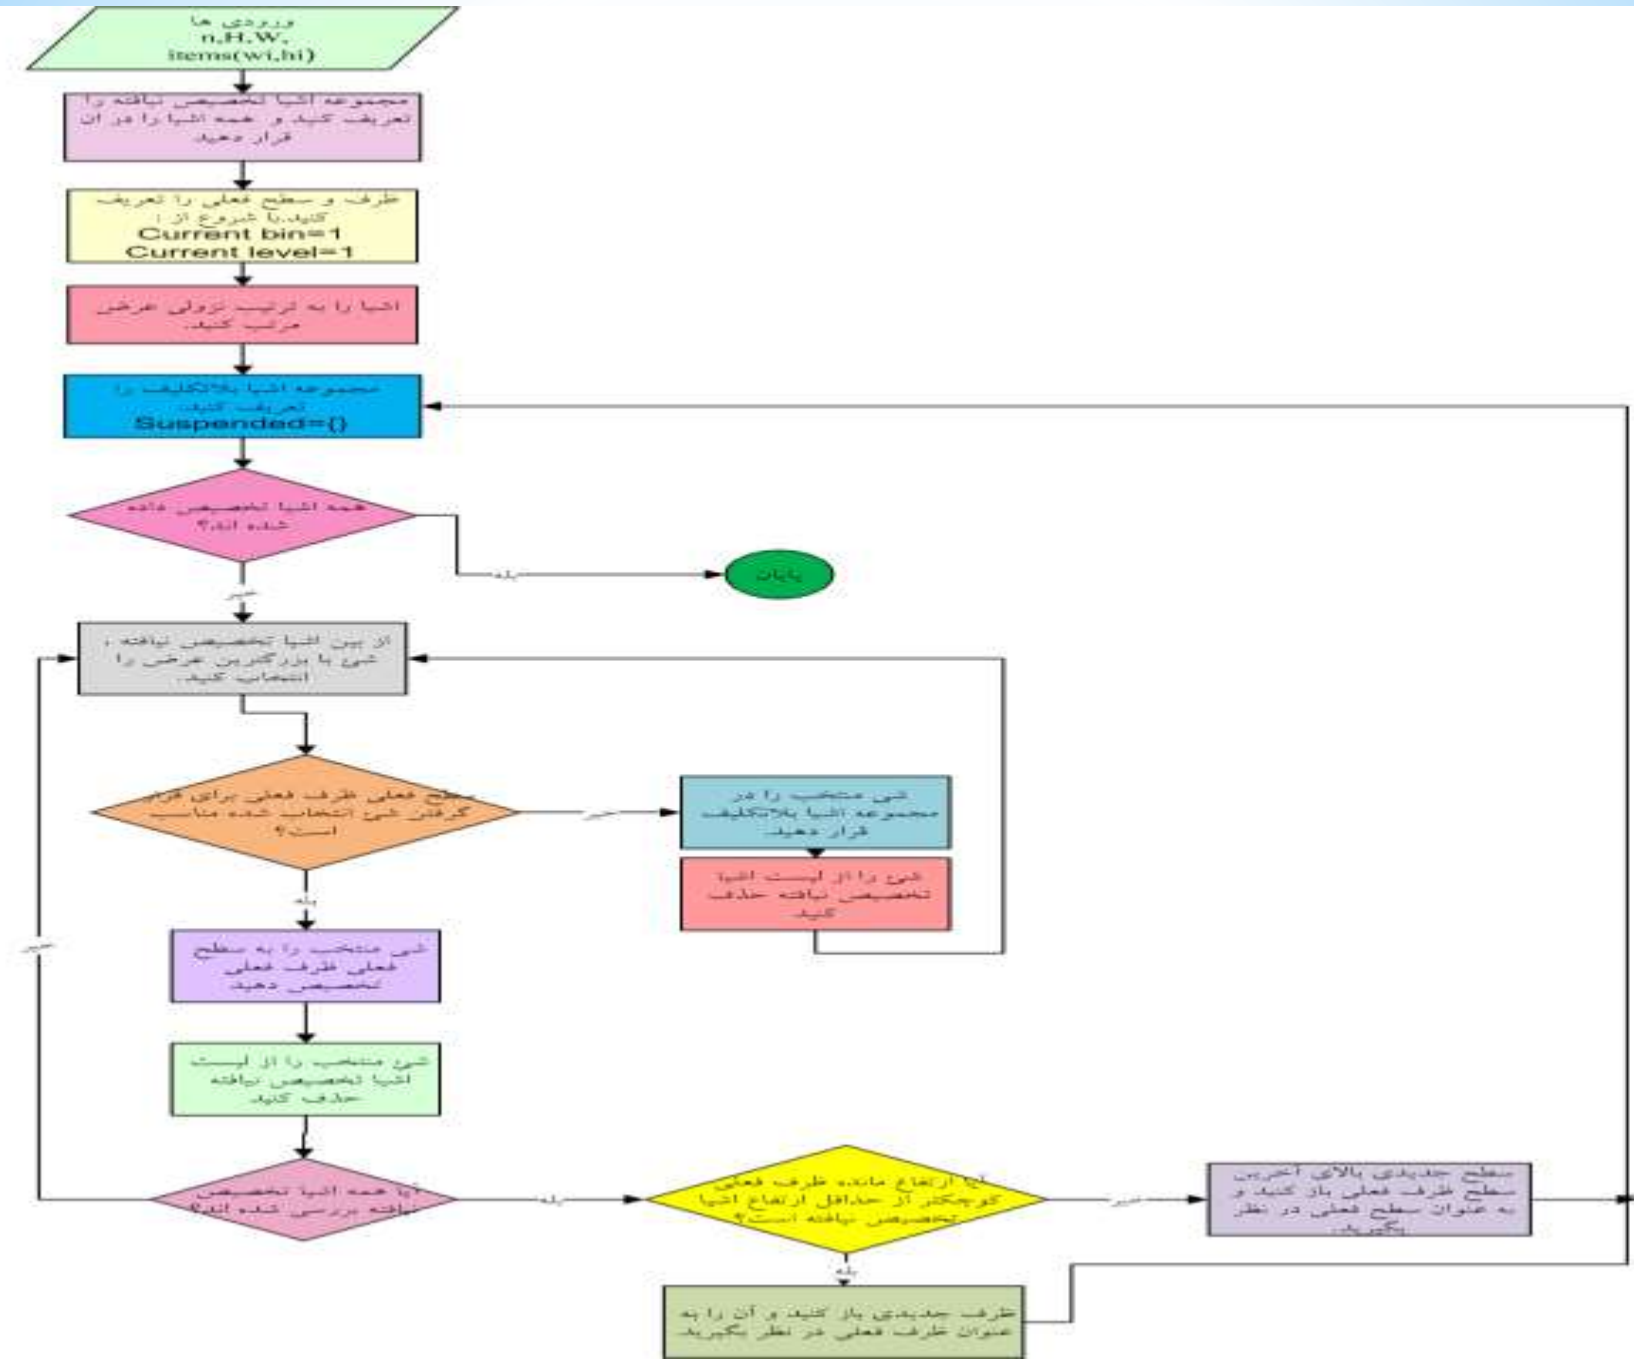 ورودی ها
n,H,W,
items(wi,hi)
مجموعه اشیا تخصیص نیافته را
تعریف کنید و همه اشیا را در آن
قرار دهید
ظرف و سطح فعلی را تعریف
کنید.با شروع از :
Current bin=1
Current level=1
اشیا را به ترتیب نزولی عرض
مرتب کنید.
مجموعه اشیا بلاتکلیف را
تعریف کنید.
Suspended={}
همه اشیا تخصیص داده
شده اند؟
بله
پایان
خیر
از بین اشیا تخصیص نیافته ،
شئ با بزرگترین عرض را
انتخاب کنید.
سطح فعلی ظرف فعلی برای قرار
گرفتن شئ انتخاب شده مناسب
است؟
خیر
شی منتخب را در
مجموعه اشیا بلاتکلیف
قرار دهید.
شئ را از لیست اشیا
تخصیص نیافته حذف
کنید
بله
شی منتخب را به سطح
فعلی ظرف فعلی
تخصیص دهید
شئ منتخب را از لیست
اشیا تخصیص نیافته
حذف کنید
آیا همه اشیا تخصیص
نیافته بررسی شده اند؟
خیر
بله
آیا ارتفاع مانده ظرف فعلی
کوچکتر از حداقل ارتفاع اشیا
تخصیص نیافته است؟
خیر
سطح جدیدی بالای آخرین
سطح ظرف فعلی باز کنید و
به عنوان سطح فعلی در نظر
بگیرید.
بله
ظرف جدیدی باز کنید و آن را به
عنوان ظرف فعلی در نظر بگیرید.